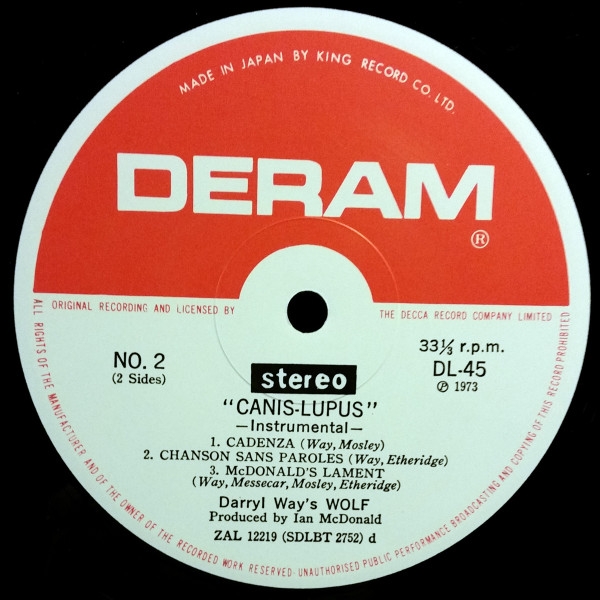 MADE IN JAPAN BY KING RECORD CO. LTD.
DERAM
®
ORIGINAL RECORDING AND LICENSED BY
THE DECCA RECORD COMPANY LIMITED
NO. 2
(2 Sides)
33⅓ r.p.m.
DL-45
℗ 1973
stereo
"CANIS-LUPUS"
—Instrumental—
1. CADENZA (Way, Mosley)
2. CHANSON SANS PAROLES (Way, Etheridge)
3. McDONALD'S LAMENT
(Way, Messecar, Mosley, Etheridge)
Darryl Way's WOLF
Produced by Ian McDonald
ZAL 12219 (SDLBT 2752) d
ALL RIGHTS OF THE MANUFACTURER AND OF THE OWNER OF THE RECORDED WORK RESERVED·UNAUTHORISED PUBLIC PERFORMANCE BROADCASTING AND COPYING OF THIS RECORD PROHIBITED